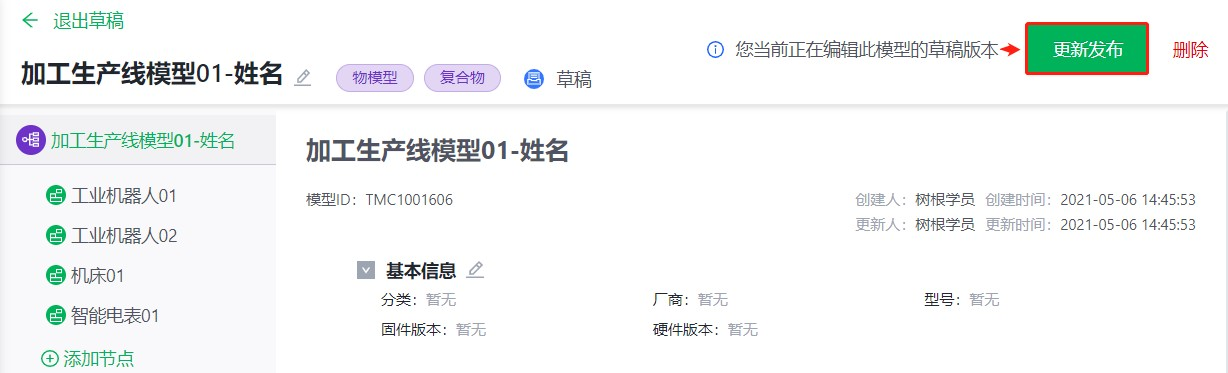 退出草稿
您当前正在编辑此模型的草稿版本 更新发布 删除
加工生产线模型01-姓名 物模型 复合物 草稿
加工生产线模型01-姓名
工业机器人01
工业机器人02
机床01
智能电表01
添加节点
加工生产线模型01-姓名
模型ID：TMC1001606
创建人：树根学员 创建时间：2021-05-06 14:45:53
更新人：树根学员 更新时间：2021-05-06 14:45:53
基本信息
分类：暂无 厂商：暂无 型号：暂无
固件版本：暂无 硬件版本：暂无